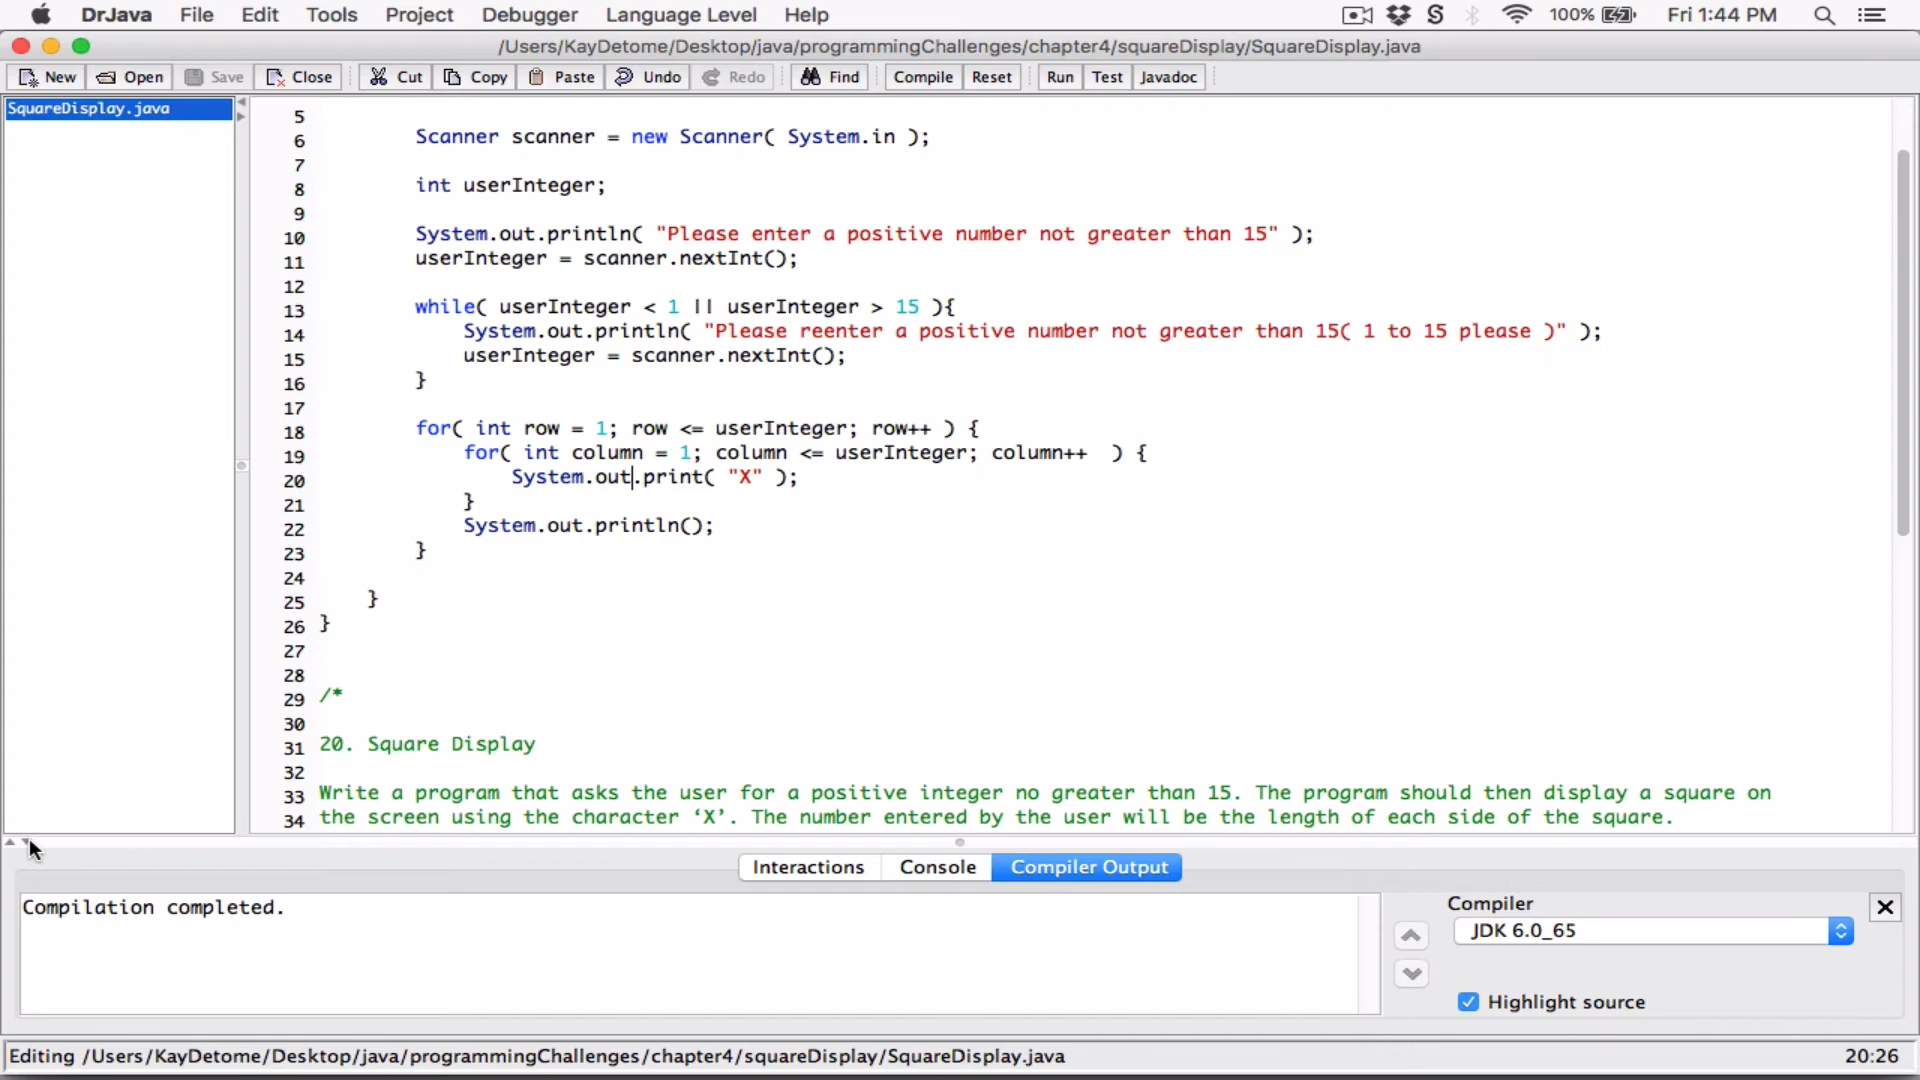 DrJava File Edit Tools Project Debugger Language Level Help 100% Fri 1:44 PM
/Users/KayDetome/Desktop/java/programmingChallenges/chapter4/squareDisplay/SquareDisplay.java
New Open Save Close Cut Copy Paste Undo Redo Find Compile Reset Run Test Javadoc
SquareDisplay.java
5
6 Scanner scanner = new Scanner( System.in );
7
8 int userInteger;
9
10 System.out.println( "Please enter a positive number not greater than 15" );
11 userInteger = scanner.nextInt();
12
13 while( userInteger < 1 || userInteger > 15 ){
14 System.out.println( "Please reenter a positive number not greater than 15( 1 to 15 please )" );
15 userInteger = scanner.nextInt();
16 }
17
18 for( int row = 1; row <= userInteger; row++ ) {
19 for( int column = 1; column <= userInteger; column++  ) {
20 System.out.print( "X" );
21 }
22 System.out.println();
23 }
24
25 }
26 }
27
28
29 /*
30
31 20. Square Display
32
33 Write a program that asks the user for a positive integer no greater than 15. The program should then display a square on
34 the screen using the character ‘X’. The number entered by the user will be the length of each side of the square.
Interactions Console Compiler Output
Compilation completed.
Compiler
JDK 6.0_65
Highlight source
Editing /Users/KayDetome/Desktop/java/programmingChallenges/chapter4/squareDisplay/SquareDisplay.java 20:26